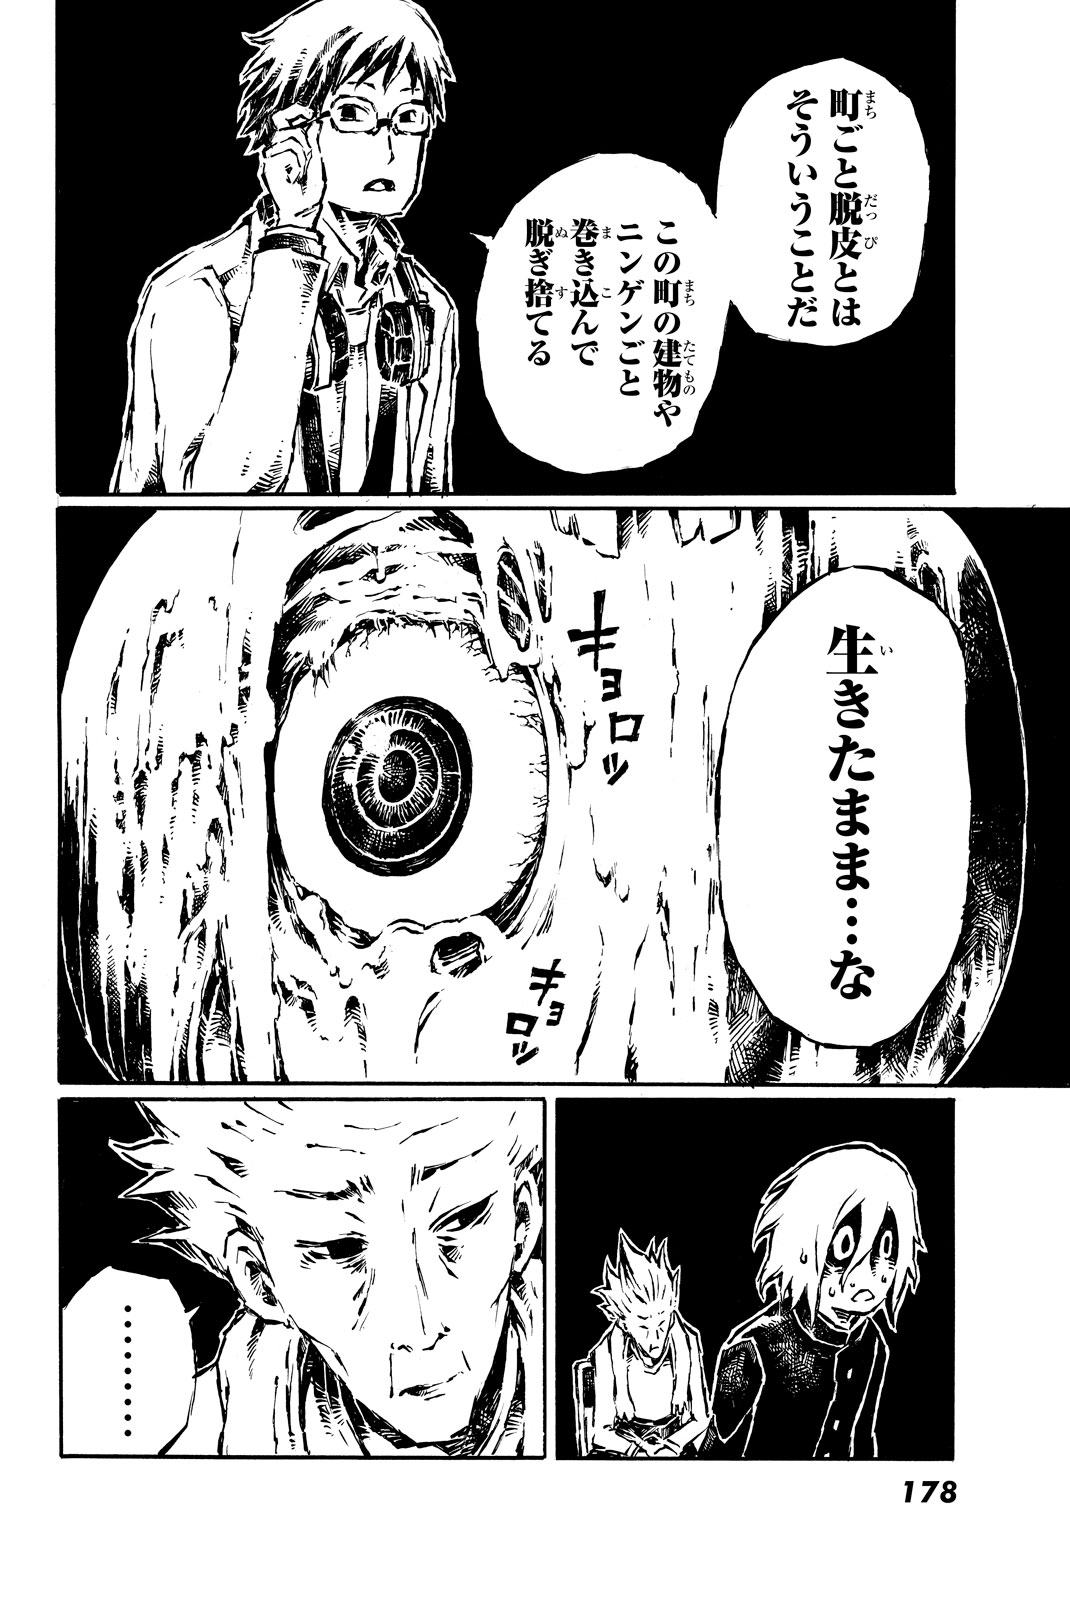 町ごと脱皮とは
そういうことだ
この町の建物や
ニンゲンごと
巻き込んで
脱ぎ捨てる
生きたまま…な
キョロッ
キョロッ
………
178